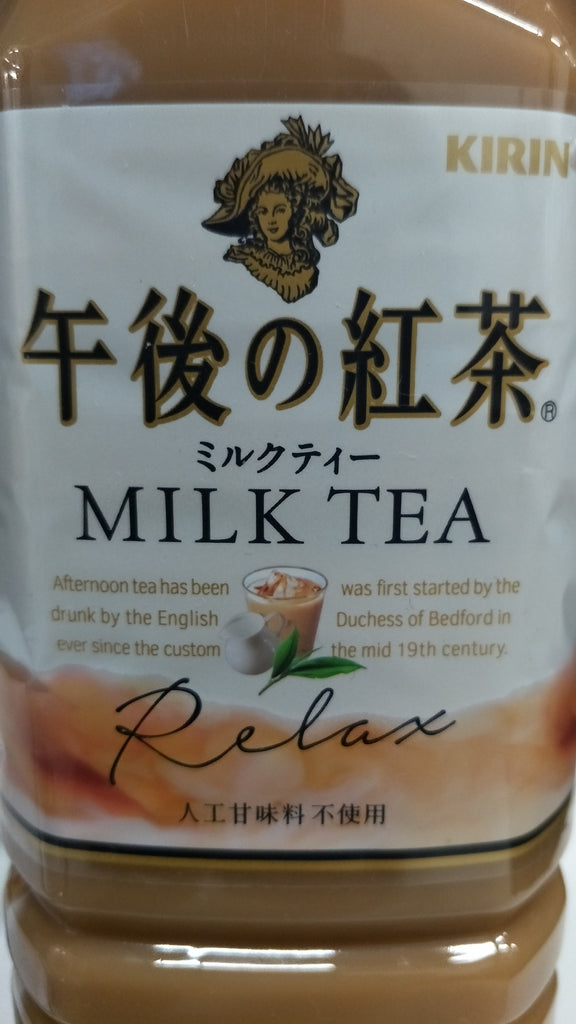 KIRIN
午後の紅茶®
ミルクティー
MILK TEA
Afternoon tea has been
drunk by the English
ever since the custom
was first started by the
Duchess of Bedford in
the mid 19th century.
Relax
人工甘味料不使用